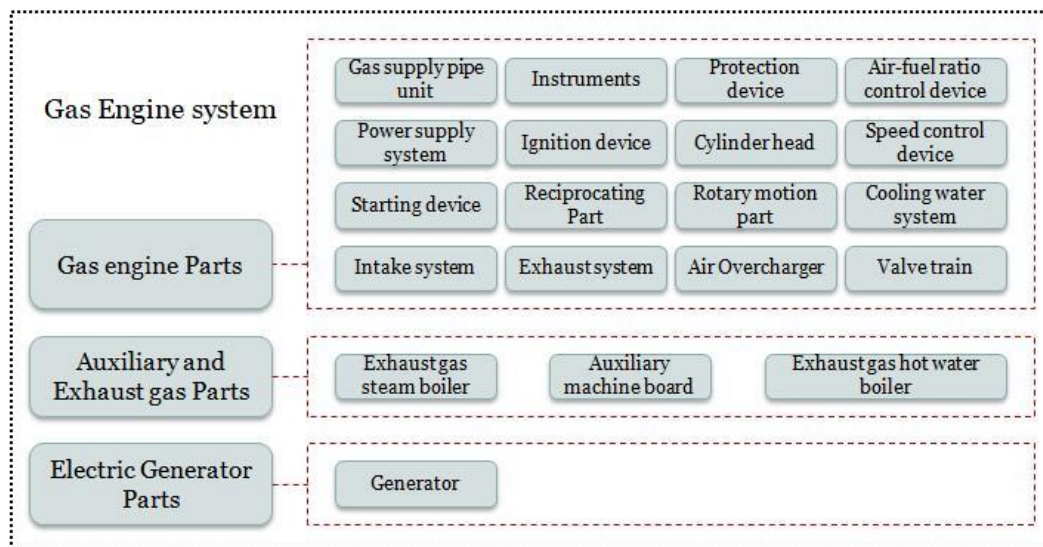 Gas Engine system
Gas supply pipe
unit
Instruments
Protection
device
Air-fuel ratio
control device
Power supply
system
Ignition device
Cylinder head
Speed control
device
Starting device
Reciprocating
Part
Rotary motion
part
Cooling water
system
Gas engine Parts
Intake system
Exhaust system
Air Overcharger
Valve train
Auxiliary and
Exhaust gas Parts
Exhaust gas
steam boiler
Auxiliary
machine board
Exhaust gas hot water
boiler
Electric Generator
Parts
Generator